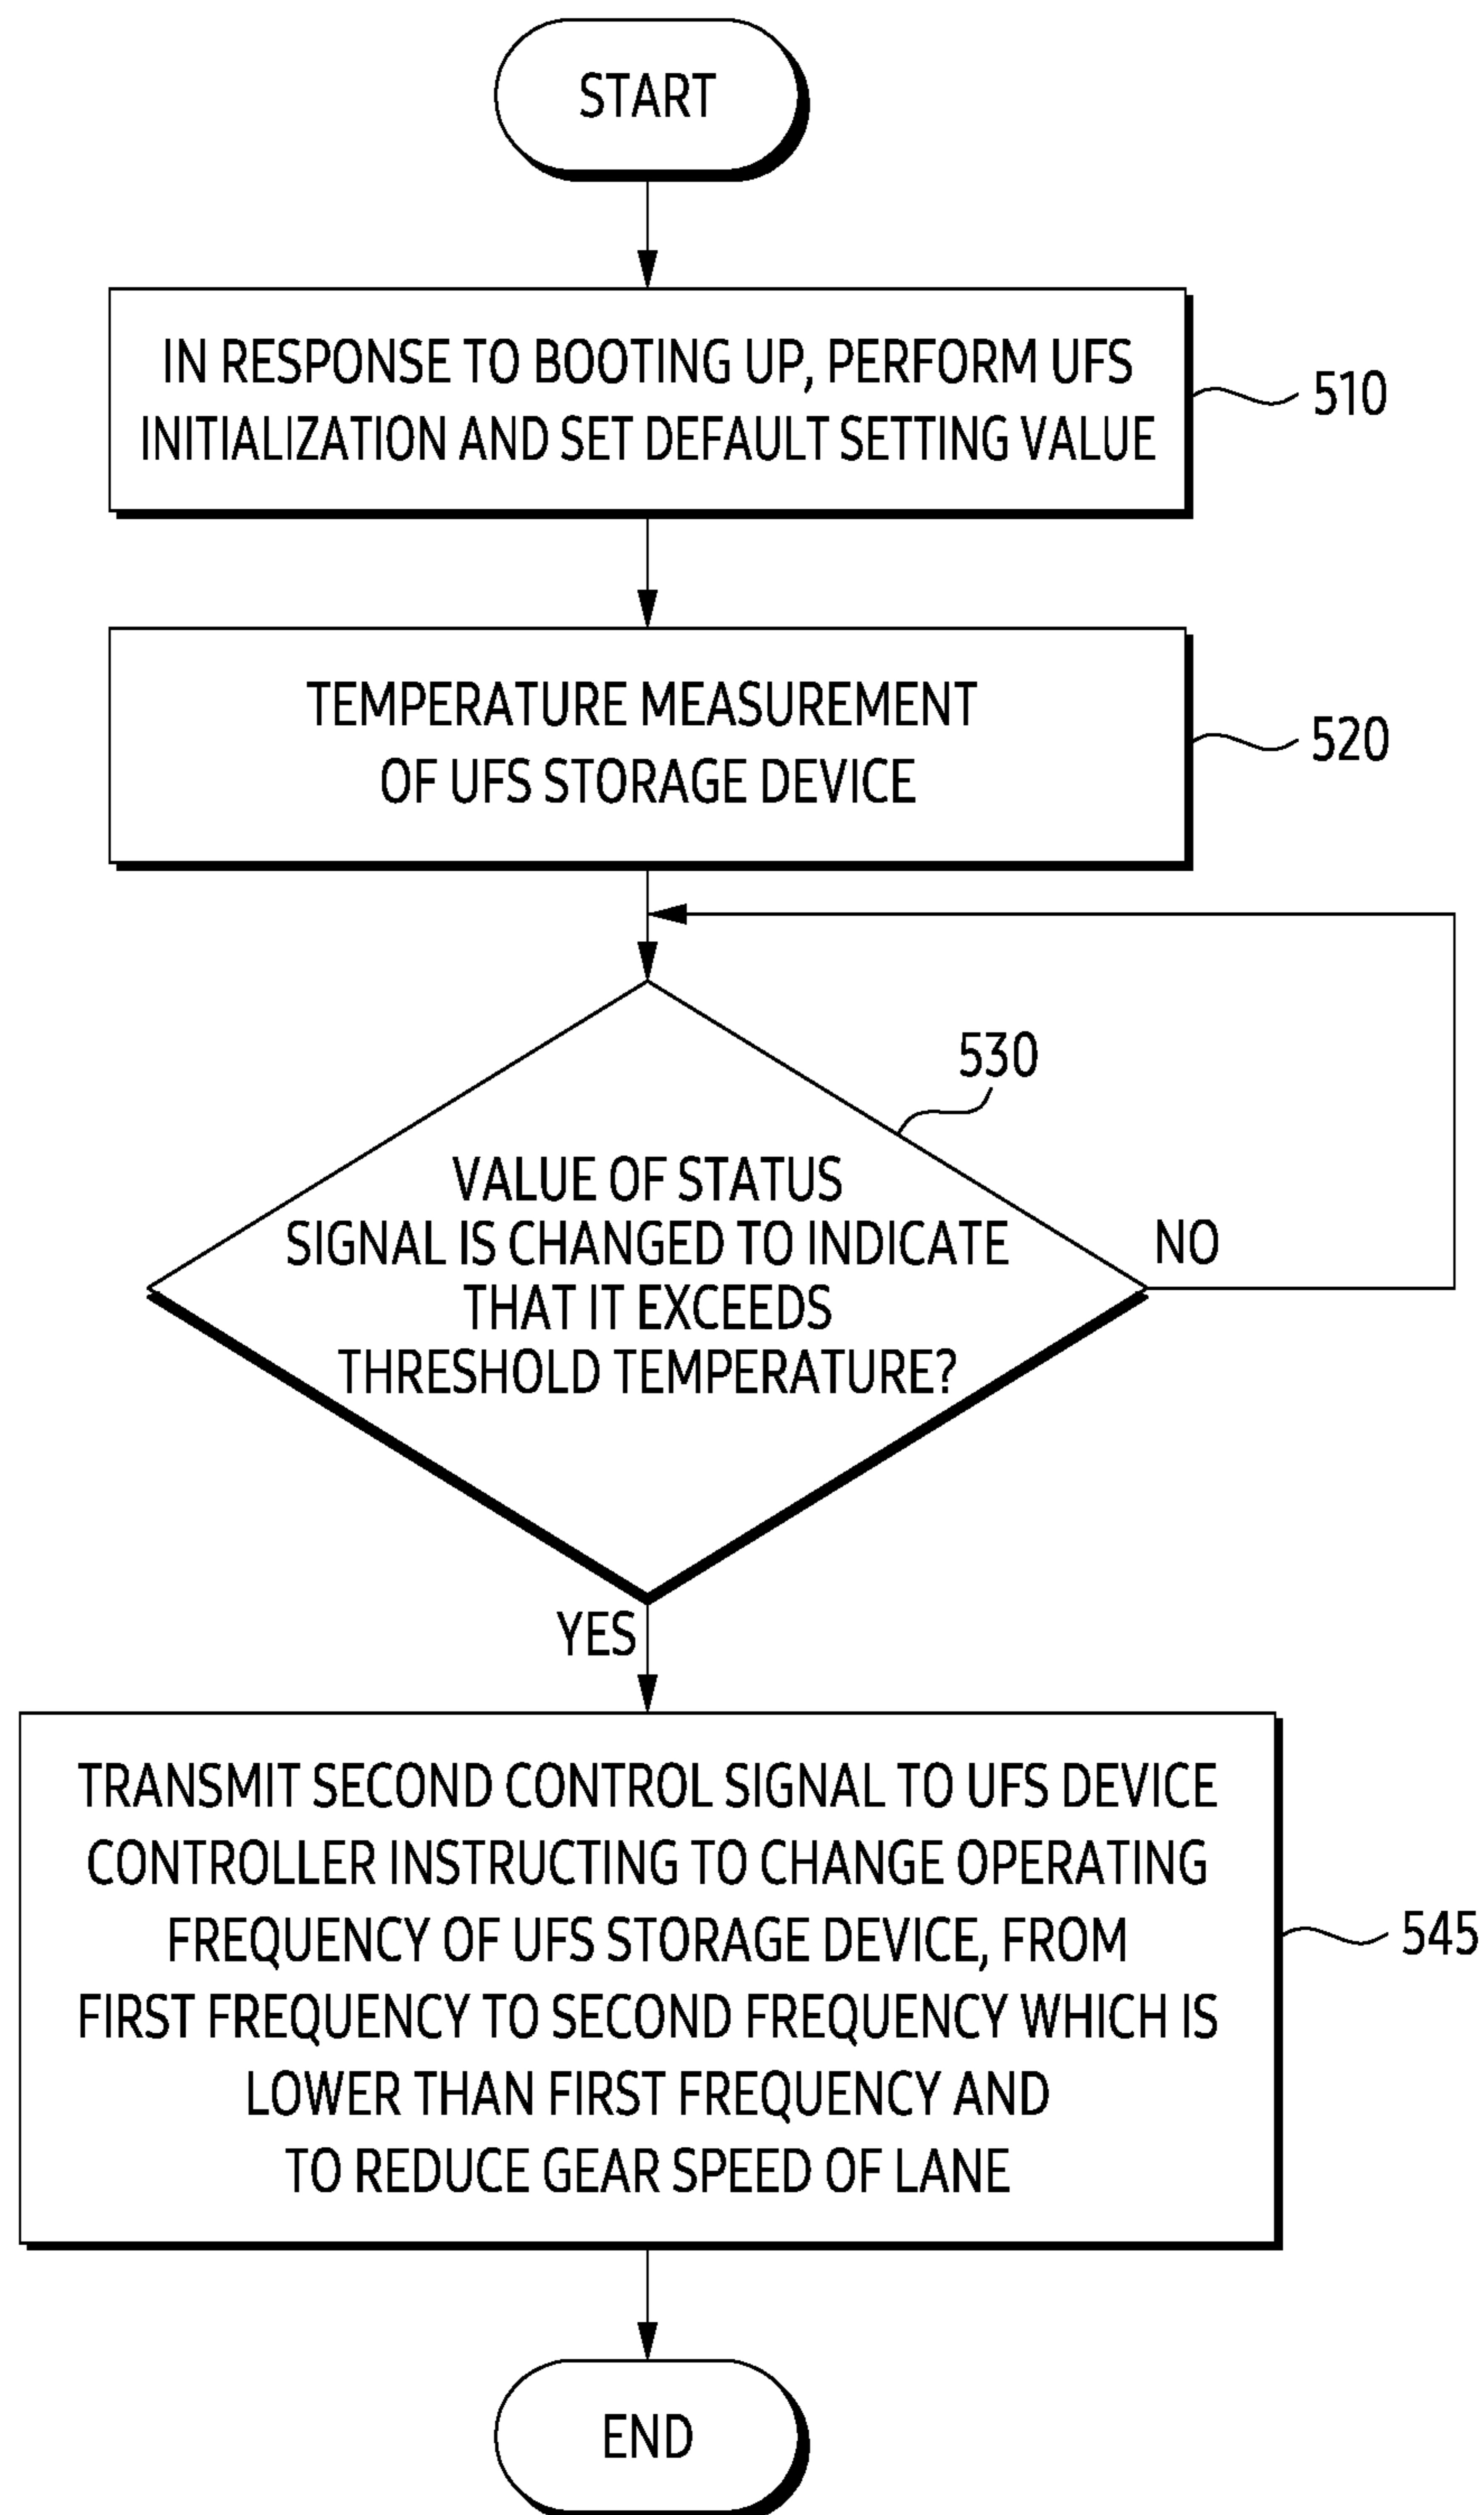 START
IN RESPONSE TO BOOTING UP, PERFORM UFS
INITIALIZATION AND SET DEFAULT SETTING VALUE
510
TEMPERATURE MEASUREMENT
OF UFS STORAGE DEVICE
520
530
VALUE OF STATUS
SIGNAL IS CHANGED TO INDICATE
THAT IT EXCEEDS
THRESHOLD TEMPERATURE?
NO
YES
TRANSMIT SECOND CONTROL SIGNAL TO UFS DEVICE
CONTROLLER INSTRUCTING TO CHANGE OPERATING
FREQUENCY OF UFS STORAGE DEVICE, FROM
FIRST FREQUENCY TO SECOND FREQUENCY WHICH IS
LOWER THAN FIRST FREQUENCY AND
TO REDUCE GEAR SPEED OF LANE
545
END